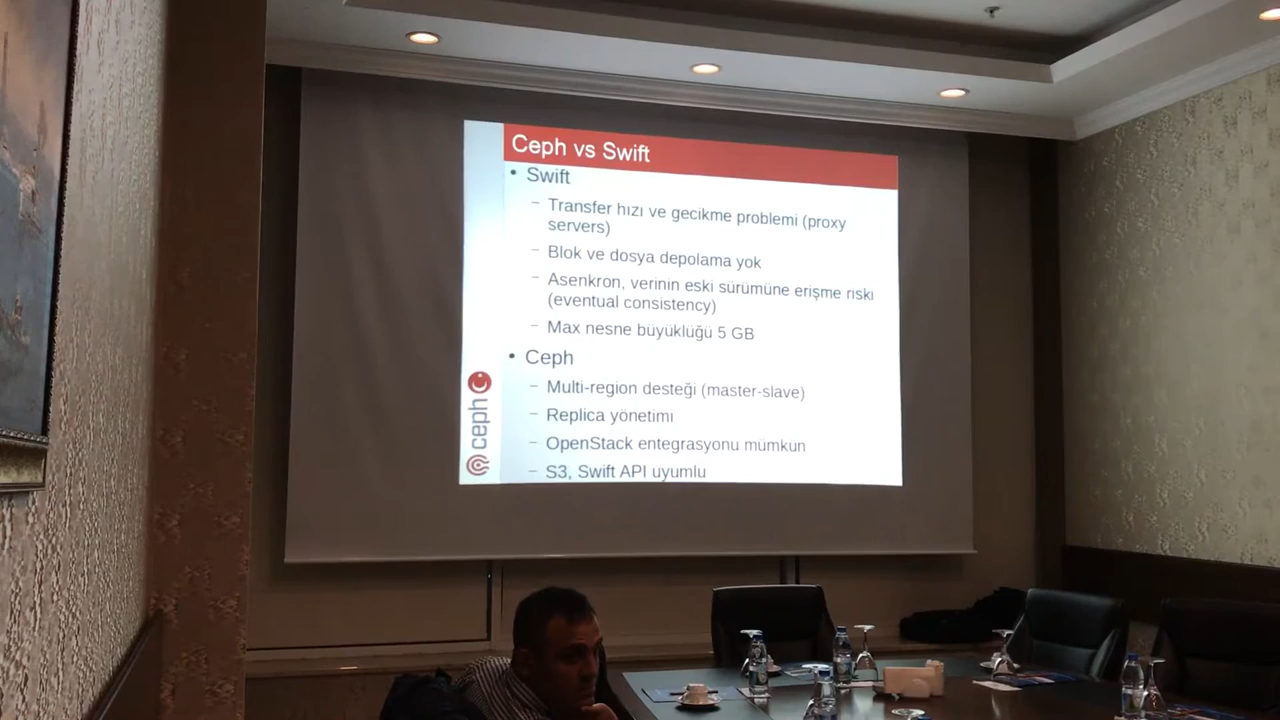 Ceph vs Swift
• Swift
– Transfer hızı ve gecikme problemi (proxy
servers)
– Blok ve dosya depolama yok
– Asenkron, verinin eski sürümüne erişme riski
(eventual consistency)
– Max nesne büyüklüğü 5 GB
• Ceph
– Multi-region desteği (master-slave)
– Replica yönetimi
– OpenStack entegrasyonu mümkün
– S3, Swift API uyumlu
ceph